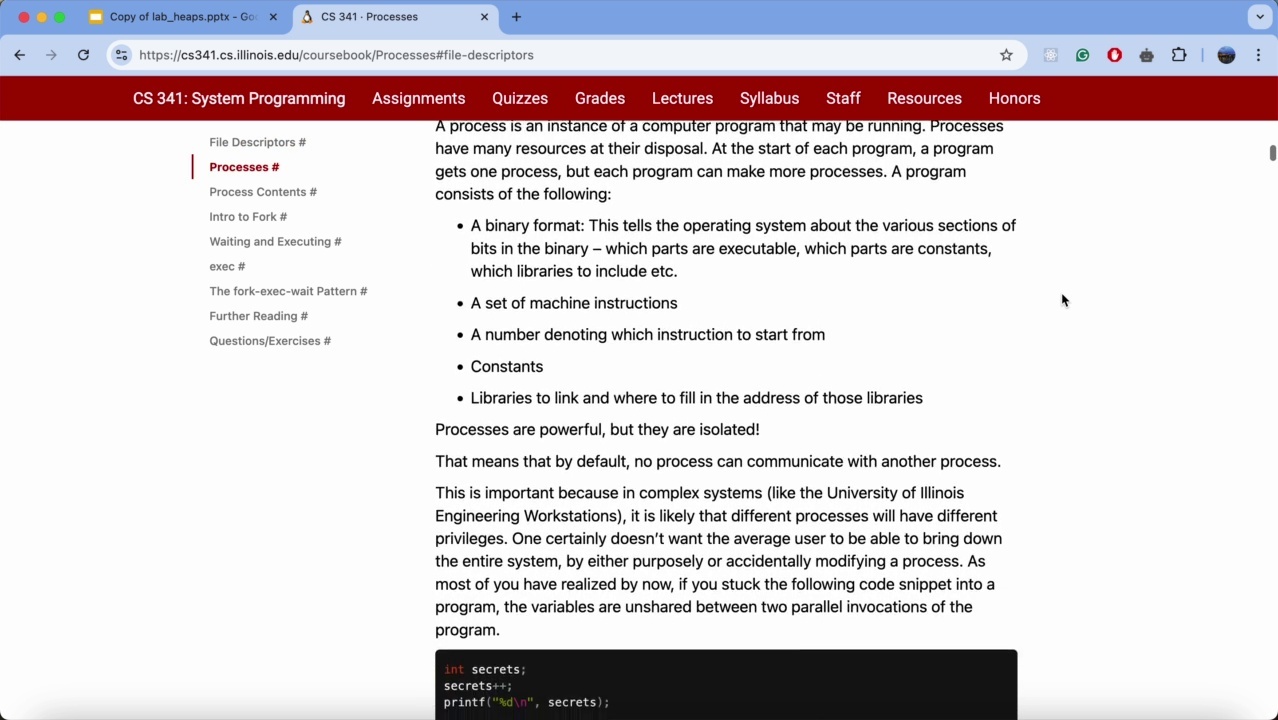 Copy of lab_heaps.pptx - Goo
CS 341 · Processes
https://cs341.cs.illinois.edu/coursebook/Processes#file-descriptors
CS 341: System Programming Assignments Quizzes Grades Lectures Syllabus Staff Resources Honors
File Descriptors #
Processes #
Process Contents #
Intro to Fork #
Waiting and Executing #
exec #
The fork-exec-wait Pattern #
Further Reading #
Questions/Exercises #
A process is an instance of a computer program that may be running. Processes
have many resources at their disposal. At the start of each program, a program
gets one process, but each program can make more processes. A program
consists of the following:
• A binary format: This tells the operating system about the various sections of
bits in the binary – which parts are executable, which parts are constants,
which libraries to include etc.
• A set of machine instructions
• A number denoting which instruction to start from
• Constants
• Libraries to link and where to fill in the address of those libraries
Processes are powerful, but they are isolated!
That means that by default, no process can communicate with another process.
This is important because in complex systems (like the University of Illinois
Engineering Workstations), it is likely that different processes will have different
privileges. One certainly doesn’t want the average user to be able to bring down
the entire system, by either purposely or accidentally modifying a process. As
most of you have realized by now, if you stuck the following code snippet into a
program, the variables are unshared between two parallel invocations of the
program.
int secrets;
secrets++;
printf("%d\n", secrets);